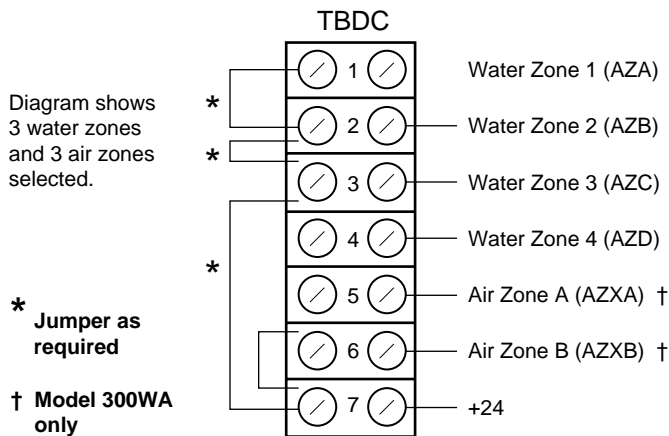 TBDC
1 Water Zone 1 (AZA)
Diagram shows
3 water zones
and 3 air zones
selected.
*
2 Water Zone 2 (AZB)
*
3 Water Zone 3 (AZC)
4 Water Zone 4 (AZD)
*
5 Air Zone A (AZXA) †
* Jumper as
required
6 Air Zone B (AZXB) †
† Model 300WA
only
7 +24